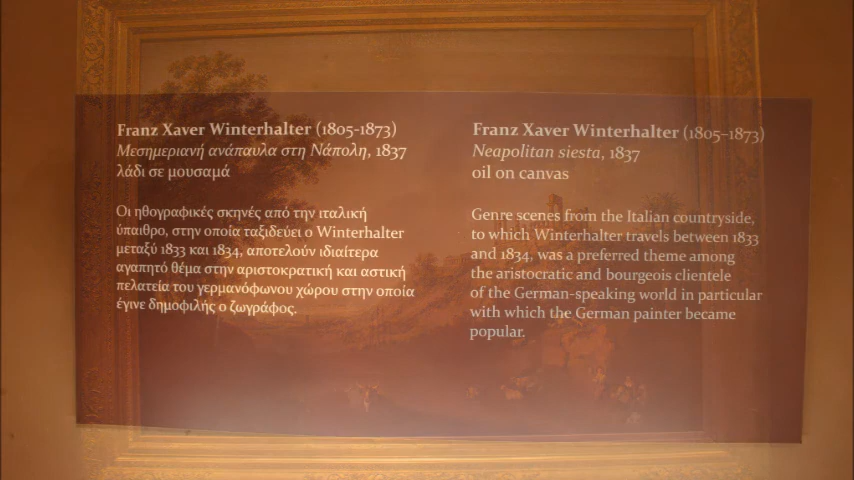 Franz Xaver Winterhalter (1805-1873)
Μεσημεριανή ανάπαυλα στη Νάπολη, 1837
λάδι σε μουσαμά
Οι ηθογραφικές σκηνές από την ιταλική
ύπαιθρο, στην οποία ταξιδεύει ο Winterhalter
μεταξύ 1833 και 1834, αποτελούν ιδιαίτερα
αγαπητό θέμα στην αριστοκρατική και αστική
πελατεία του γερμανόφωνου χώρου στην οποία
έγινε δημοφιλής ο ζωγράφος.
Franz Xaver Winterhalter (1805–1873)
Neapolitan siesta, 1837
oil on canvas
Genre scenes from the Italian countryside,
to which Winterhalter travels between 1833
and 1834, was a preferred theme among
the aristocratic and bourgeois clientele
of the German-speaking world in particular
with which the German painter became
popular.